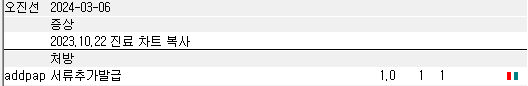 오진선 2024-03-06
증상
2023.10.22 진료 차트 복사
처방
addpap 서류추가발급 1.0 1 1